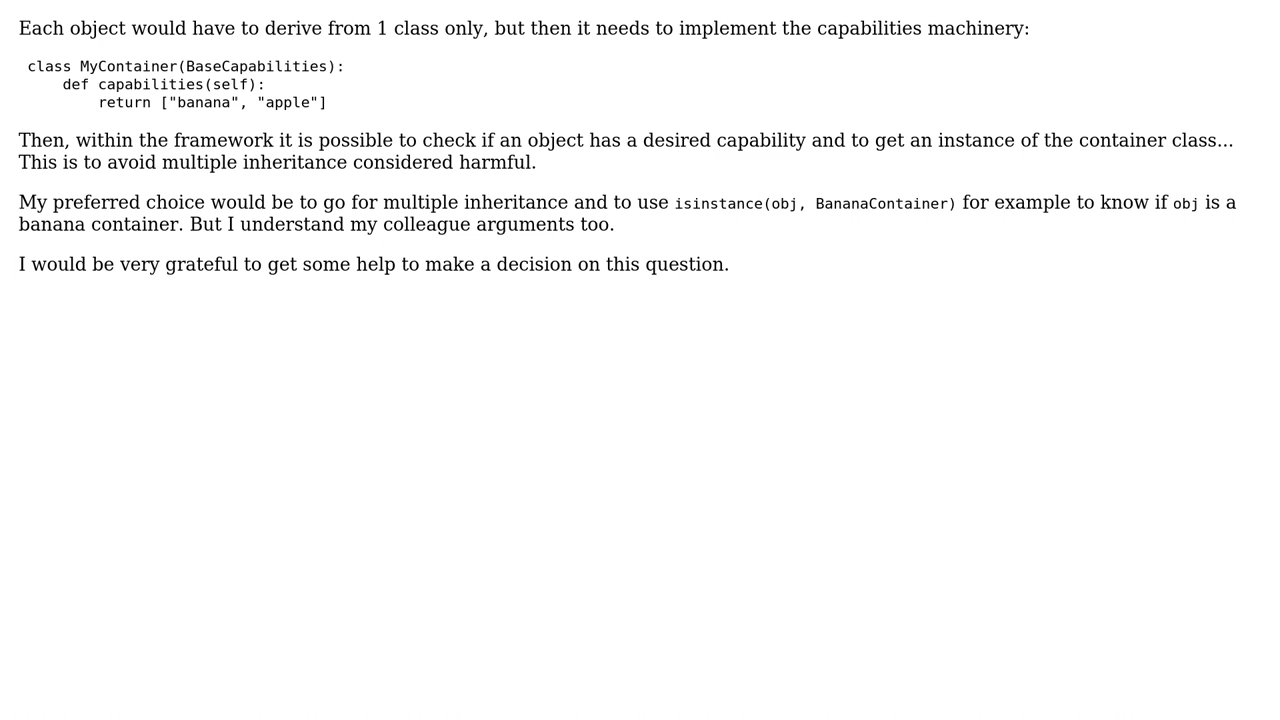 Each object would have to derive from 1 class only, but then it needs to implement the capabilities machinery:
class MyContainer(BaseCapabilities):
    def capabilities(self):
        return ["banana", "apple"]
Then, within the framework it is possible to check if an object has a desired capability and to get an instance of the container class...
This is to avoid multiple inheritance considered harmful.
My preferred choice would be to go for multiple inheritance and to use isinstance(obj, BananaContainer) for example to know if obj is a
banana container. But I understand my colleague arguments too.
I would be very grateful to get some help to make a decision on this question.